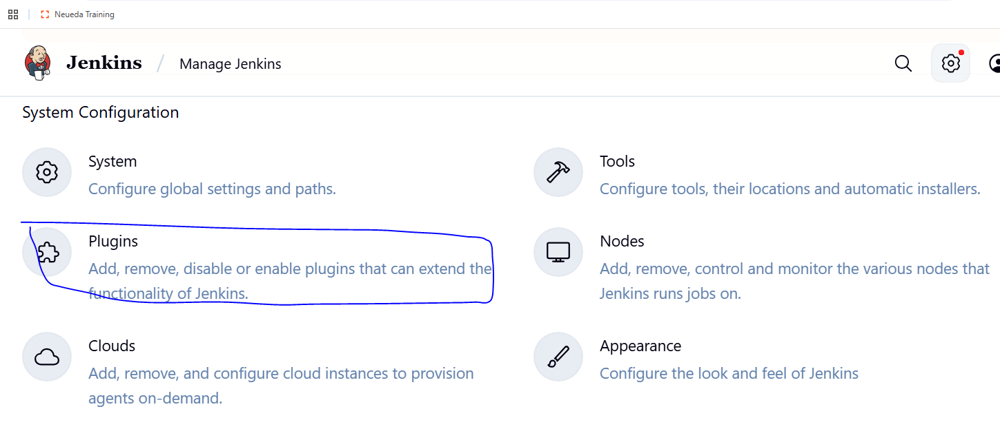 Neueda Training
Jenkins / Manage Jenkins
System Configuration
System
Configure global settings and paths.
Tools
Configure tools, their locations and automatic installers.
Plugins
Add, remove, disable or enable plugins that can extend the
functionality of Jenkins.
Nodes
Add, remove, control and monitor the various nodes that
Jenkins runs jobs on.
Clouds
Add, remove, and configure cloud instances to provision
agents on-demand.
Appearance
Configure the look and feel of Jenkins